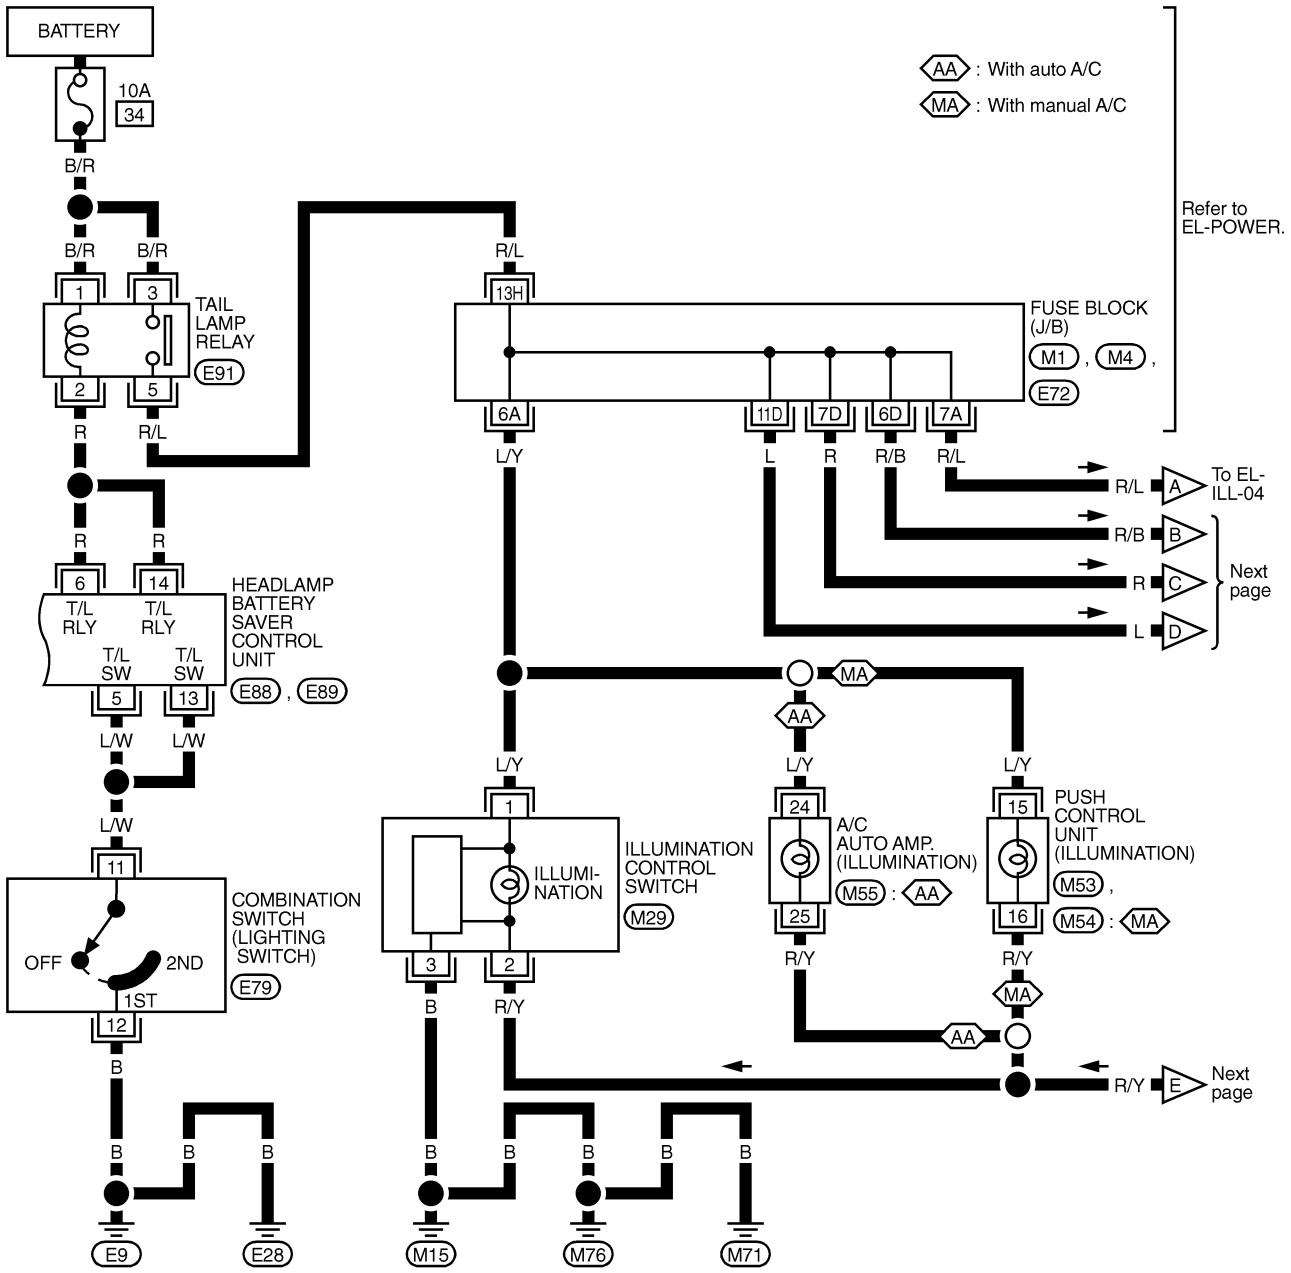 BATTERY
10A
34
B/R
B/R
B/R
1
3
TAIL
LAMP
RELAY
E91
2
5
R
R/L
R
R
6
14
T/L
RLY
T/L
RLY
T/L
SW
T/L
SW
HEADLAMP
BATTERY
SAVER
CONTROL
UNIT
E88 , E89
5
13
L/W
L/W
L/W
11
OFF
2ND
1ST
COMBINATION
SWITCH
(LIGHTING
SWITCH)
E79
12
B
B
B
B
E9
E28
AA : With auto A/C
MA : With manual A/C
Refer to
EL-POWER.
R/L
13H
FUSE BLOCK
(J/B)
M1 , M4 ,
E72
6A
11D
7D
6D
7A
L/Y
L
R
R/B
R/L
R/L
A
To EL-
ILL-04
R/B
B
R
C
L
D
Next
page
MA
AA
L/Y
L/Y
L/Y
1
24
15
ILLUMI-
NATION
ILLUMINATION
CONTROL
SWITCH
M29
A/C
AUTO AMP.
(ILLUMINATION)
M55 : AA
PUSH
CONTROL
UNIT
(ILLUMINATION)
M53 ,
M54 : MA
3
2
25
16
B
R/Y
R/Y
R/Y
MA
AA
R/Y
E
Next
page
B
B
B
B
B
M15
M76
M71